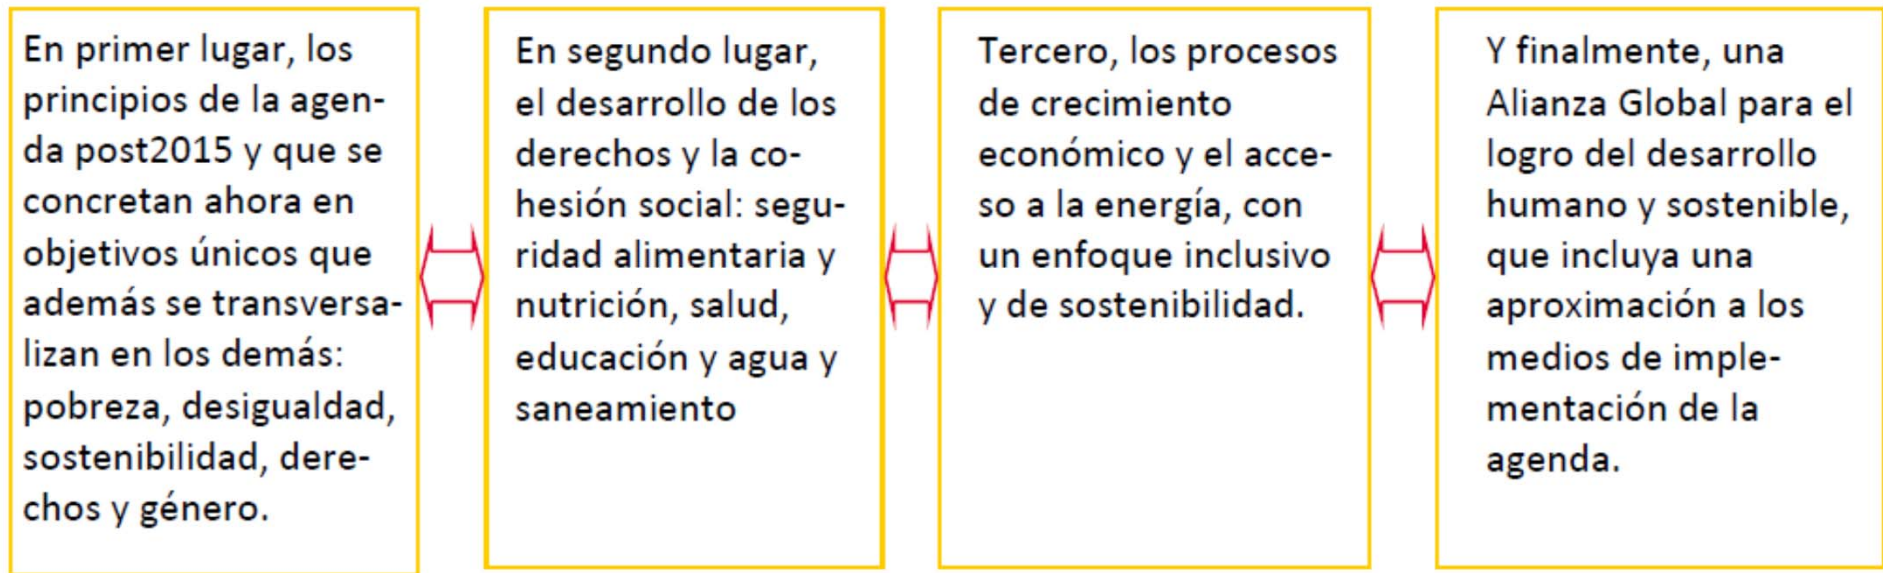 En primer lugar, los
principios de la agen-
da post2015 y que se
concretan ahora en
objetivos únicos que
además se transversa-
lizan en los demás:
pobreza, desigualdad,
sostenibilidad, dere-
chos y género.
En segundo lugar,
el desarrollo de los
derechos y la co-
hesión social: segu-
ridad alimentaria y
nutrición, salud,
educación y agua y
saneamiento
Tercero, los procesos
de crecimiento
económico y el acce-
so a la energía, con
un enfoque inclusivo
y de sostenibilidad.
Y finalmente, una
Alianza Global para el
logro del desarrollo
humano y sostenible,
que incluya una
aproximación a los
medios de imple-
mentación de la
agenda.